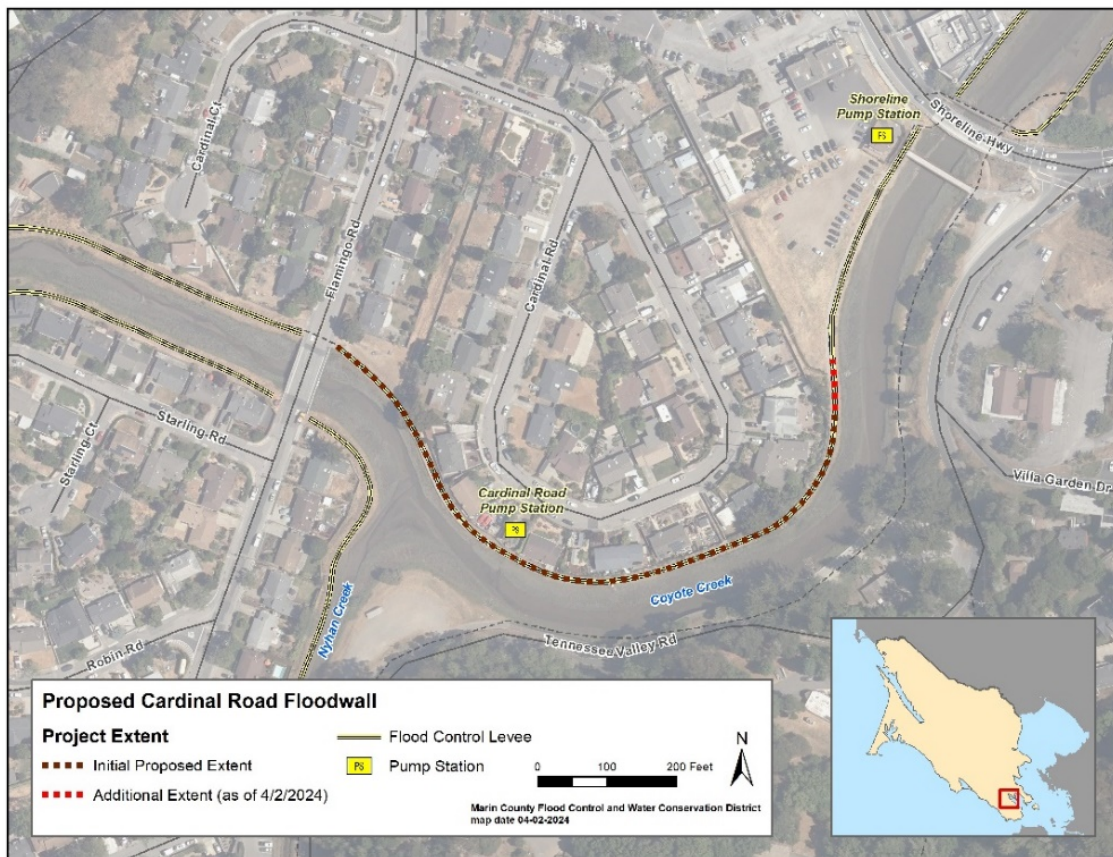 Cardinal Ct
Flamingo-Rd
Cardinal-Rd
Shoreline
Pump Station
Shoreline-Hwy
Starling-Rd
Starling-Ct
Cardinal Road
Pump Station
P8
Villa Garden Dr
Coyote Creek
Nyhan Creek
Tennessee Valley Rd
Robin-Rd
Proposed Cardinal Road Floodwall
Project Extent
Initial Proposed Extent
Additional Extent (as of 4/2/2024)
Flood Control Levee
Pump Station
0 100 200 Feet
N
Marin County Flood Control and Water Conservation District
map date 04-02-2024